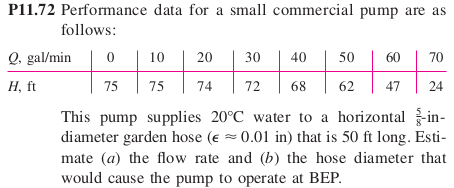 P11.72 Performance data for a small commercial pump are as
follows:
Q, gal/min 0 10 20 30 40 50 60 70
H, ft 75 75 74 72 68 62 47 24
This pump supplies 20°C water to a horizontal 5/8-in-
diameter garden hose (ϵ ≈ 0.01 in) that is 50 ft long. Esti-
mate (a) the flow rate and (b) the hose diameter that
would cause the pump to operate at BEP.